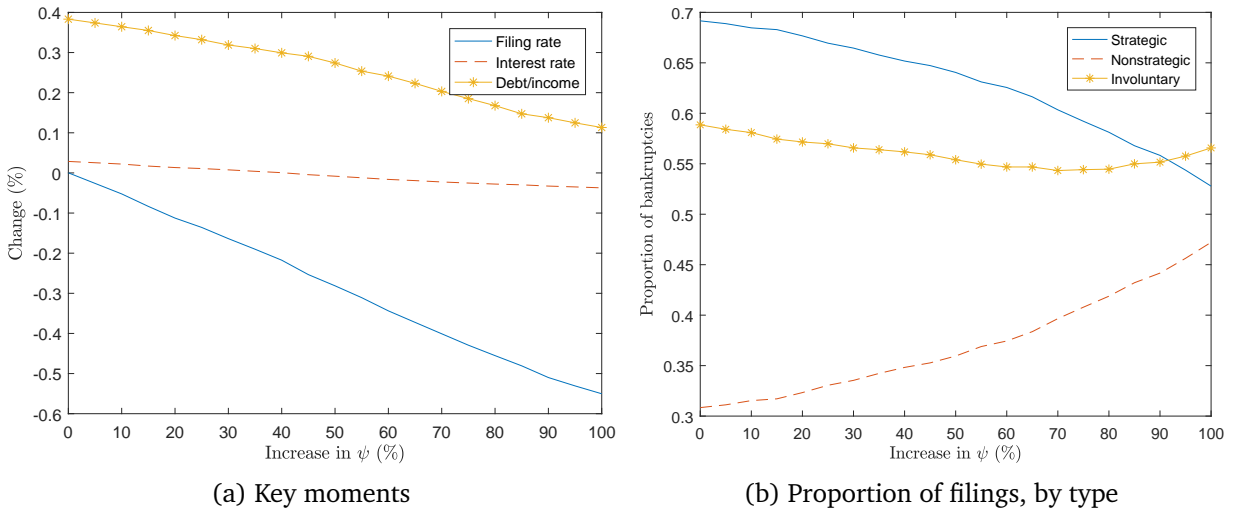 0.4
0.3
0.2
0.1
0
-0.1
-0.2
-0.3
-0.4
-0.5
-0.6
Change (%)
Filing rate
Interest rate
Debt/income
0 10 20 30 40 50 60 70 80 90 100
Increase in ψ (%)
(a) Key moments
0.7
0.65
0.6
0.55
0.5
0.45
0.4
0.35
0.3
Proportion of bankruptcies
Strategic
Nonstrategic
Involuntary
0 10 20 30 40 50 60 70 80 90 100
Increase in ψ (%)
(b) Proportion of filings, by type